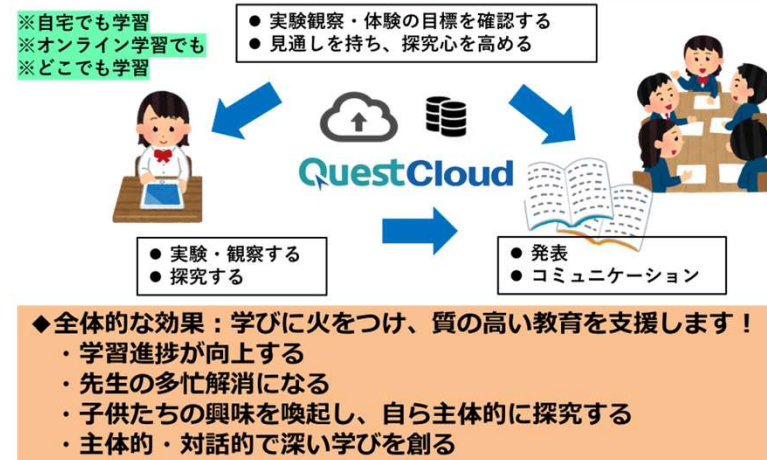 ※自宅でも学習
※オンライン学習でも
※どこでも学習
● 実験観察・体験の目標を確認する
● 見通しを持ち、探究心を高める
QuestCloud
● 実験・観察する
● 探究する
● 発表
● コミュニケーション
◆全体的な効果：学びに火をつけ、質の高い教育を支援します！
・学習進捗が向上する
・先生の多忙解消になる
・子供たちの興味を喚起し、自ら主体的に探究する
・主体的・対話的で深い学びを創る